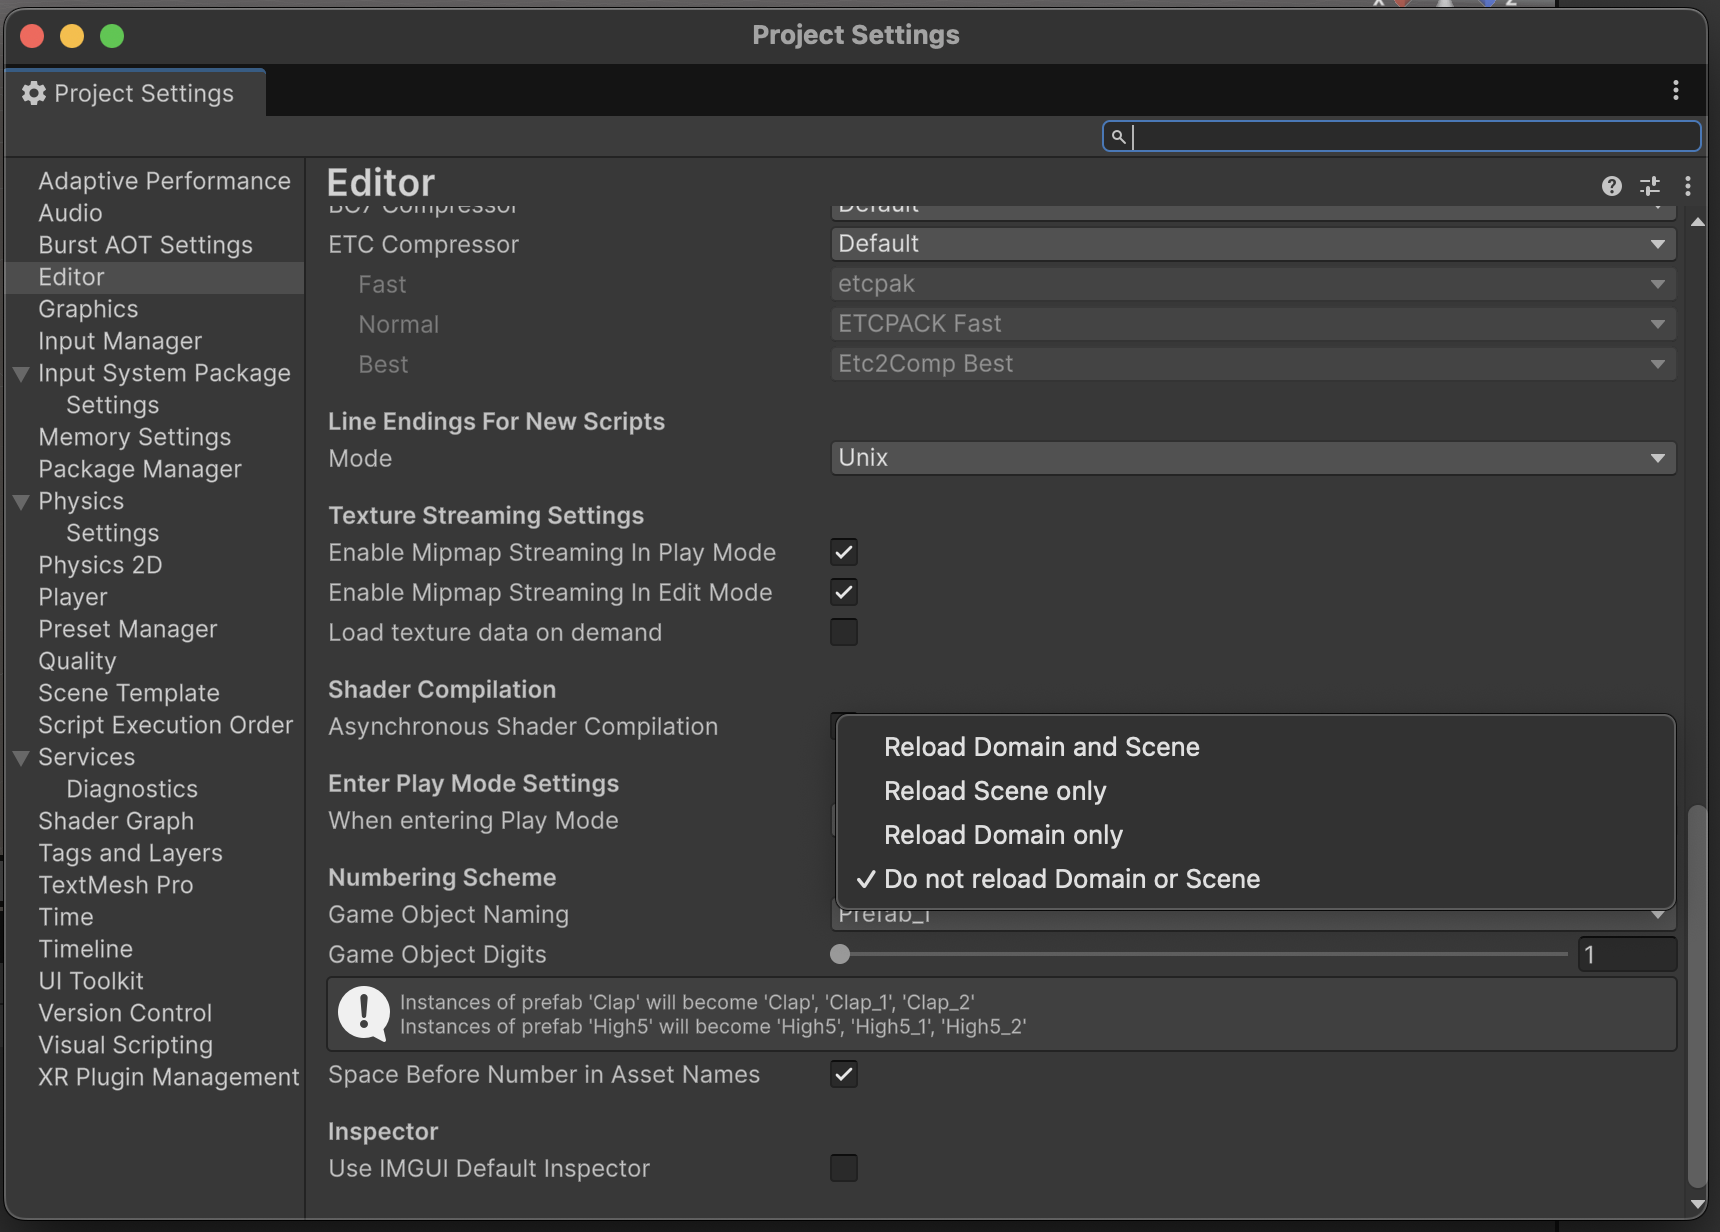 Project Settings
Project Settings
Adaptive Performance
Audio
Burst AOT Settings
Editor
Graphics
Input Manager
Input System Package
Settings
Memory Settings
Package Manager
Physics
Settings
Physics 2D
Player
Preset Manager
Quality
Scene Template
Script Execution Order
Services
Diagnostics
Shader Graph
Tags and Layers
TextMesh Pro
Time
Timeline
UI Toolkit
Version Control
Visual Scripting
XR Plugin Management
Editor
BC7 Compressor Default
ETC Compressor Default
Fast etcpak
Normal ETCPACK Fast
Best Etc2Comp Best
Line Endings For New Scripts
Mode Unix
Texture Streaming Settings
Enable Mipmap Streaming In Play Mode
Enable Mipmap Streaming In Edit Mode
Load texture data on demand
Shader Compilation
Asynchronous Shader Compilation
Enter Play Mode Settings
When entering Play Mode
Reload Domain and Scene
Reload Scene only
Reload Domain only
Do not reload Domain or Scene
Numbering Scheme
Game Object Naming Prefab_1
Game Object Digits 1
Instances of prefab 'Clap' will become 'Clap', 'Clap_1', 'Clap_2'
Instances of prefab 'High5' will become 'High5', 'High5_1', 'High5_2'
Space Before Number in Asset Names
Inspector
Use IMGUI Default Inspector